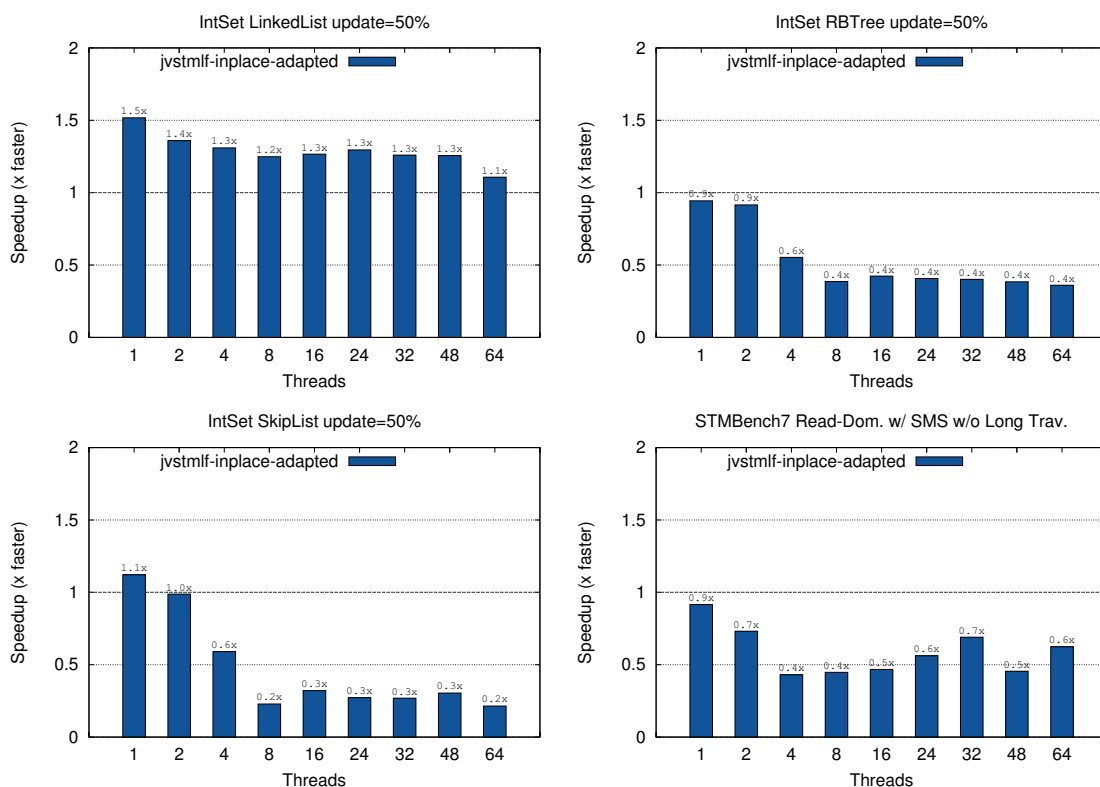 IntSet LinkedList update=50%
jvstmlf-inplace-adapted
Speedup (x faster)
2
1.5
1
0.5
0
1.5x 1.4x 1.3x 1.2x 1.3x 1.3x 1.3x 1.3x 1.1x
1 2 4 8 16 24 32 48 64
Threads
IntSet RBTree update=50%
jvstmlf-inplace-adapted
Speedup (x faster)
2
1.5
1
0.5
0
0.9x 0.9x 0.6x 0.4x 0.4x 0.4x 0.4x 0.4x 0.4x
1 2 4 8 16 24 32 48 64
Threads
IntSet SkipList update=50%
jvstmlf-inplace-adapted
Speedup (x faster)
2
1.5
1
0.5
0
1.1x 1.0x 0.6x 0.2x 0.3x 0.3x 0.3x 0.3x 0.2x
1 2 4 8 16 24 32 48 64
Threads
STMBench7 Read-Dom. w/ SMS w/o Long Trav.
jvstmlf-inplace-adapted
Speedup (x faster)
2
1.5
1
0.5
0
0.9x 0.7x 0.4x 0.4x 0.5x 0.6x 0.7x 0.5x 0.6x
1 2 4 8 16 24 32 48 64
Threads